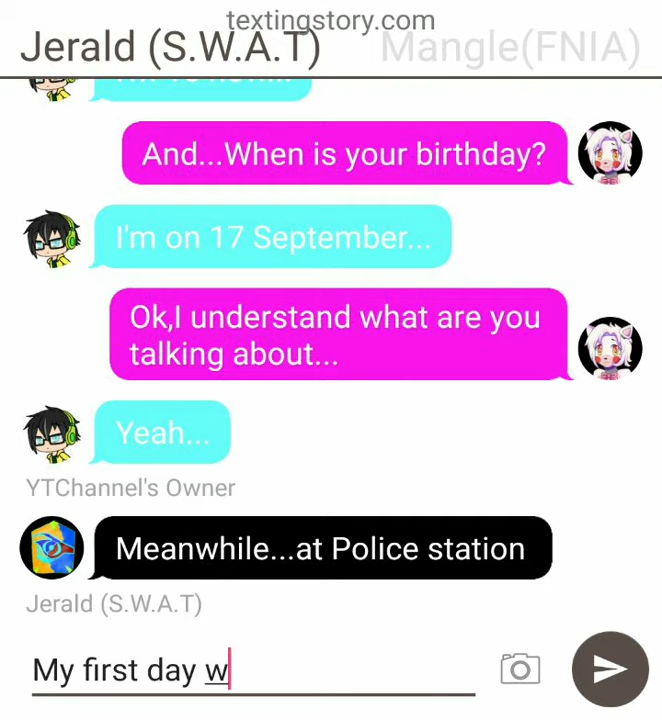 textingstory.com
Jerald (S.W.A.T)
Mangle(FNIA)
And...When is your birthday?
I'm on 17 September...
Ok,I understand what are you
talking about...
Yeah...
YTChannel's Owner
Meanwhile...at Police station
Jerald (S.W.A.T)
My first day w